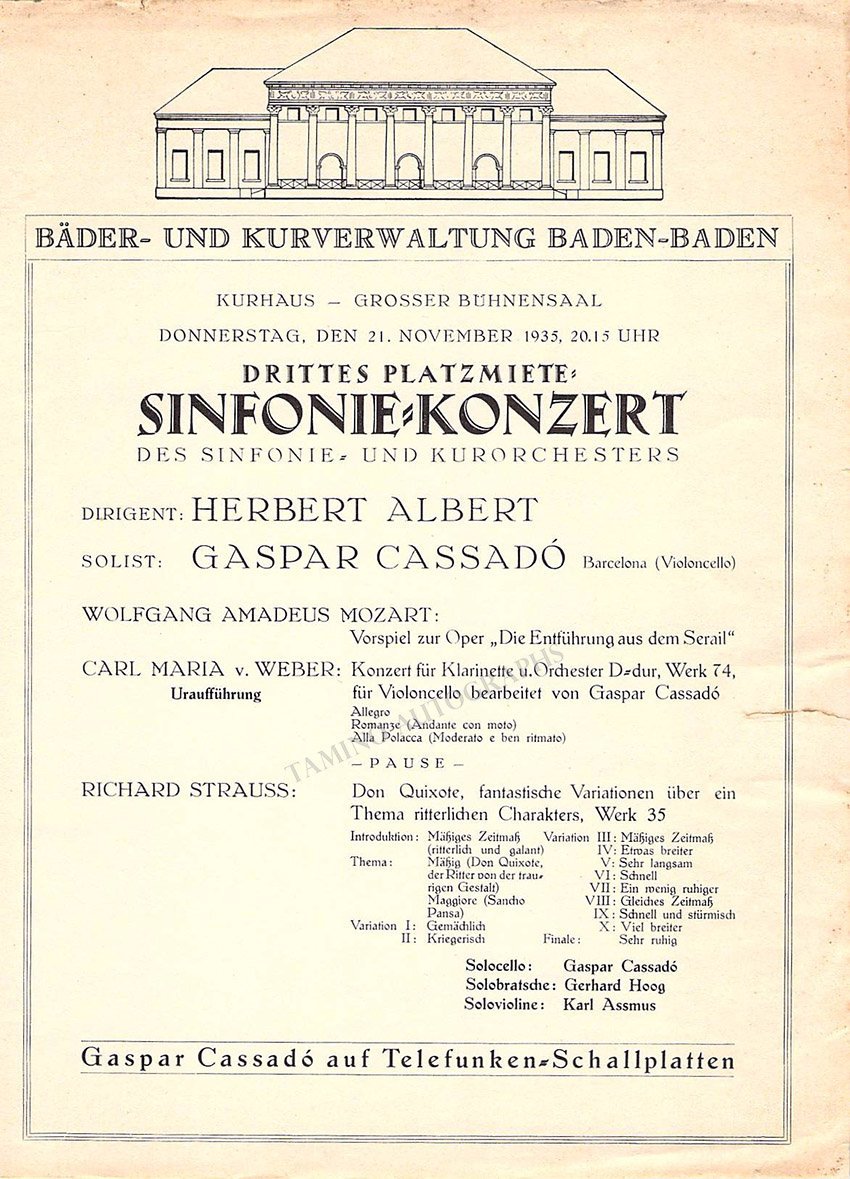 BÄDER- UND KURVERWALTUNG BADEN-BADEN
KURHAUS – GROSSER BÜHNENSAAL
DONNERSTAG, DEN 21. NOVEMBER 1935, 20.15 UHR
DRITTES PLATZMIETE-
SINFONIE-KONZERT
DES SINFONIE- UND KURORCHESTERS
DIRIGENT: HERBERT ALBERT
SOLIST: GASPAR CASSADÓ Barcelona (Violoncello)
WOLFGANG AMADEUS MOZART:
Vorspiel zur Oper „Die Entführung aus dem Serail“
CARL MARIA v. WEBER: Konzert für Klarinette u. Orchester D-dur, Werk 74,
Uraufführung für Violoncello bearbeitet von Gaspar Cassadó
Allegro
Romanze (Andante con moto)
Alla Polacca (Moderato e ben ritmato)
TAMINO AUTOGRAPHS
– PAUSE –
RICHARD STRAUSS: Don Quixote, fantastische Variationen über ein
Thema ritterlichen Charakters, Werk 35
Introduktion: Mäßiges Zeitmaß
(ritterlich und galant)
Thema: Mäßig (Don Quixote,
der Ritter von der trau-
rigen Gestalt)
Maggiore (Sancho
Pansa)
Variation I: Gemächlich
II: Kriegerisch
Variation III: Mäßiges Zeitmaß
IV: Etwas breiter
V: Sehr langsam
VI: Schnell
VII: Ein wenig ruhiger
VIII: Gleiches Zeitmaß
IX: Schnell und stürmisch
X: Viel breiter
Finale: Sehr ruhig
Solocello: Gaspar Cassadó
Solobratsche: Gerhard Hoog
Solovioline: Karl Assmus
Gaspar Cassadó auf Telefunken-Schallplatten